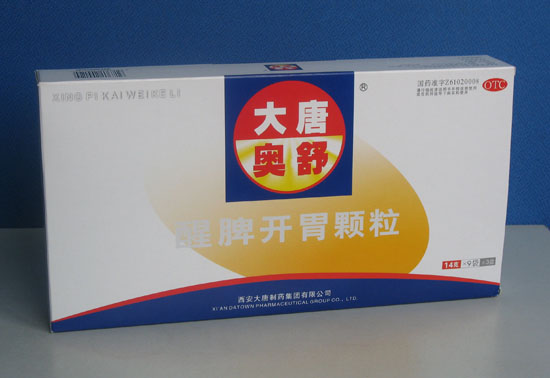 XING PI KAI WEI KE LI
国药准字Z61020008
OTC
大唐
奥舒
®
醒脾开胃颗粒
14克
×9袋
西安大唐制药集团有限公司
XI'AN DATOWN PHARMACEUTICAL GROUP CO., LTD.